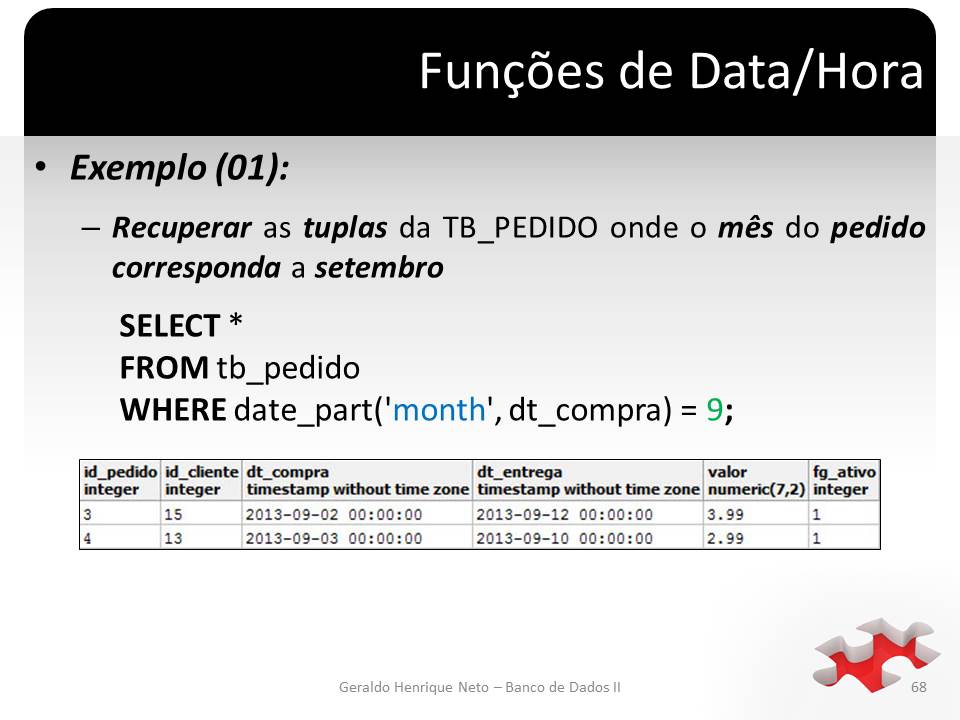 Funções de Data/Hora
• Exemplo (01):
– Recuperar as tuplas da TB_PEDIDO onde o mês do pedido
corresponda a setembro
SELECT *
FROM tb_pedido
WHERE date_part('month', dt_compra) = 9;
id_pedido id_cliente dt_compra dt_entrega valor fg_ativo
integer integer timestamp without time zone timestamp without time zone numeric(7,2) integer
3 15 2013-09-02 00:00:00 2013-09-12 00:00:00 3.99 1
4 13 2013-09-03 00:00:00 2013-09-10 00:00:00 2.99 1
Geraldo Henrique Neto – Banco de Dados II 68